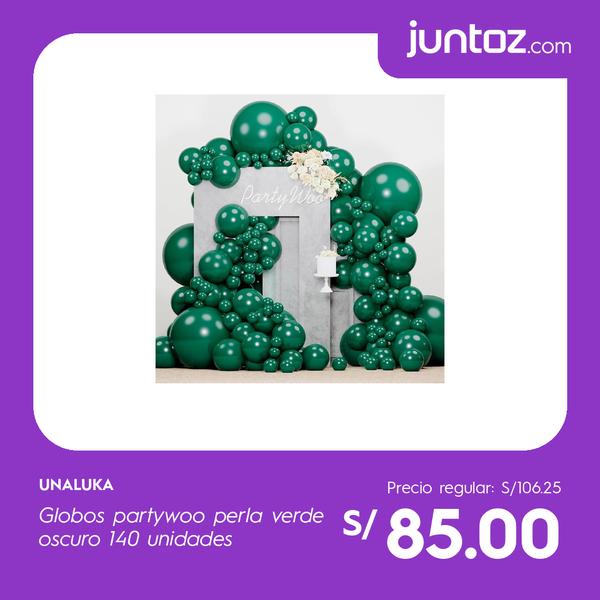 juntoz.com
PartyWoo
UNALUKA
Globos partywoo perla verde
oscuro 140 unidades
Precio regular: S/106.25
S/ 85.00